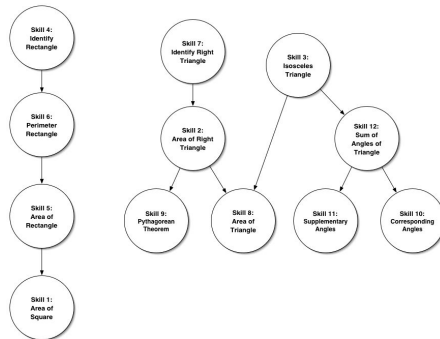 Skill 4:
Identify
Rectangle
Skill 6:
Perimeter
Rectangle
Skill 5:
Area of
Rectangle
Skill 1:
Area of
Square
Skill 7:
Identify Right
Triangle
Skill 2:
Area of Right
Triangle
Skill 9:
Pythagorean
Theorem
Skill 8:
Area of
Triangle
Skill 3:
Isosceles
Triangle
Skill 12:
Sum of
Angles of
Triangle
Skill 11:
Supplementary
Angles
Skill 10:
Corresponding
Angles